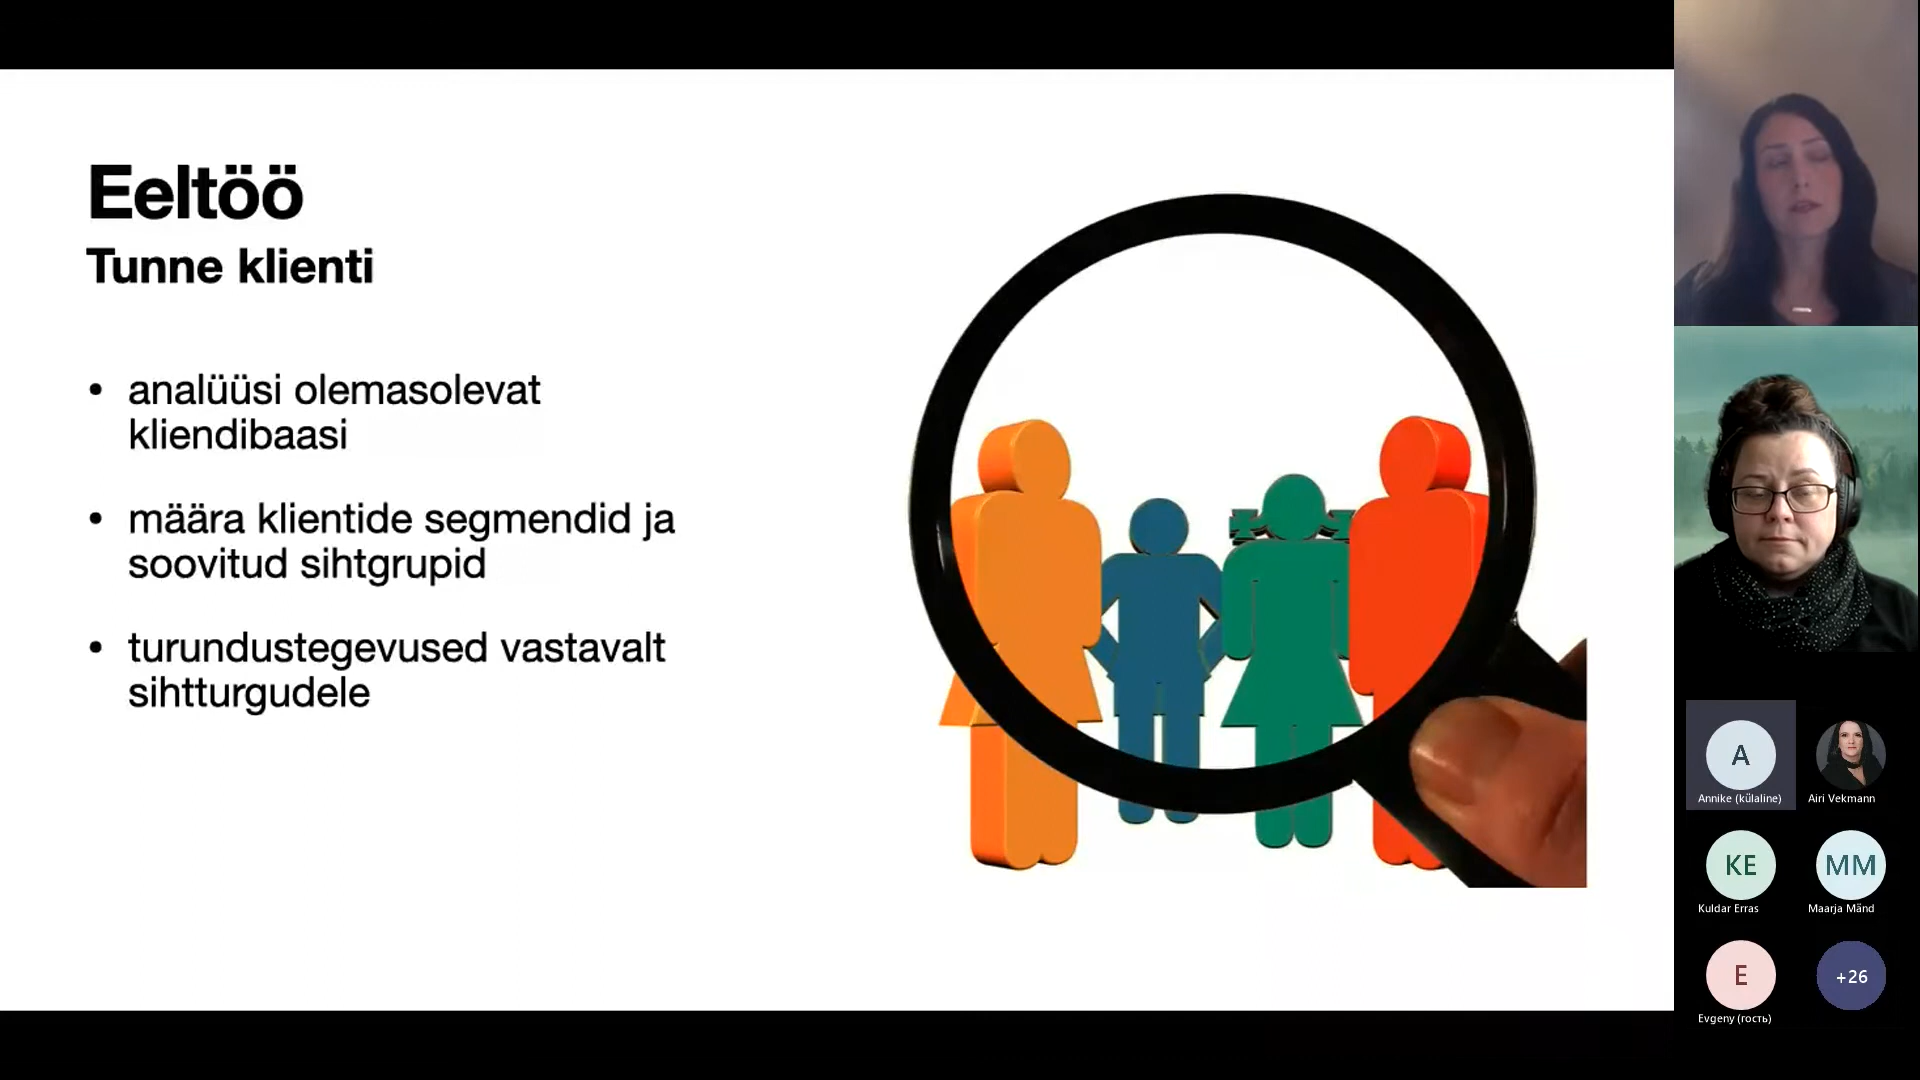 Eeltöö
Tunne klienti
• analüüsi olemasolevat
kliendibaasi
• määra klientide segmendid ja
soovitud sihtgrupid
• turundustegevused vastavalt
sihtturgudele
A
Annike (külaline)
Airi Vekmann
KE
Kuldar Erras
MM
Maarja Mänd
E
Evgeny (гость)
+26